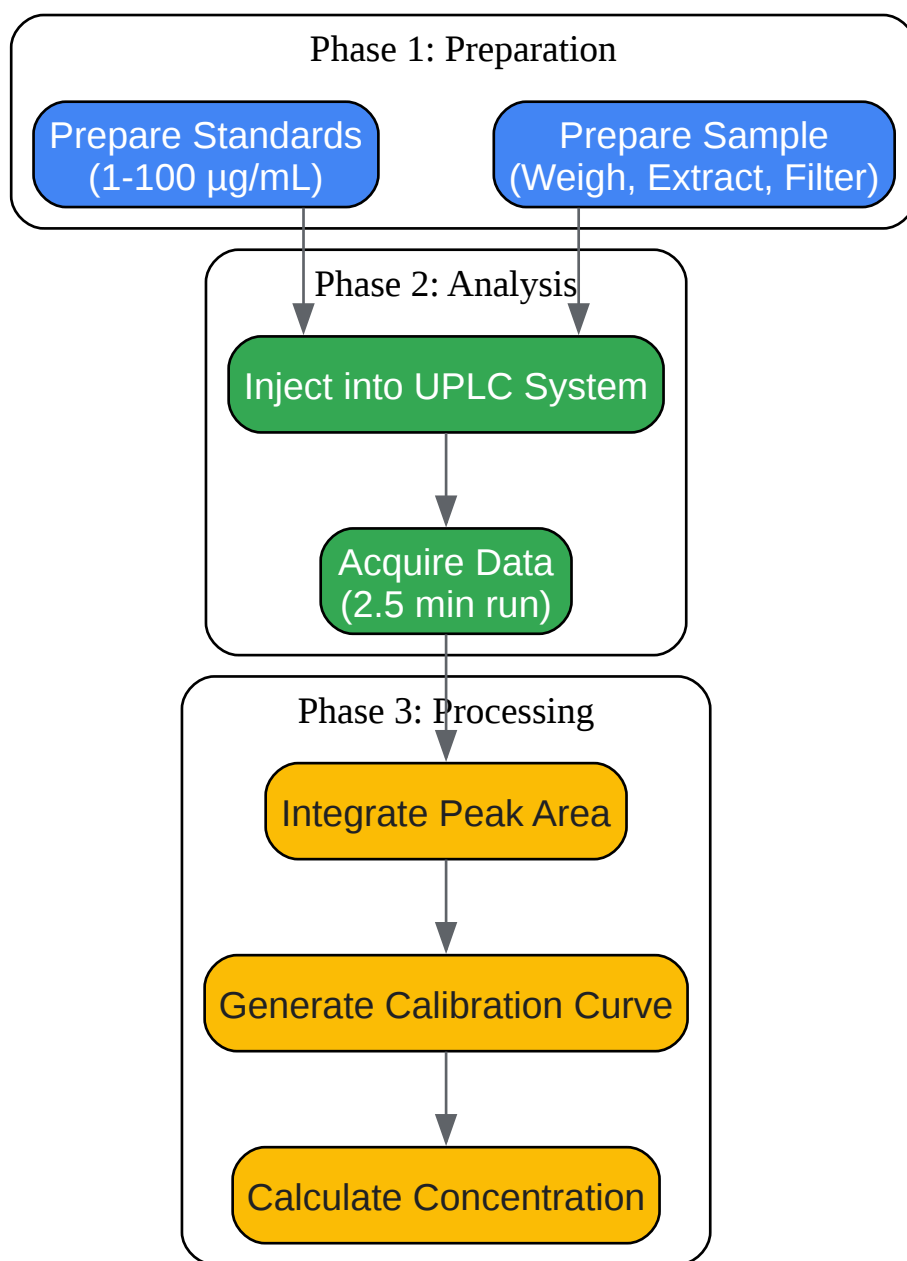 Phase 1: Preparation
Prepare Standards
(1-100 µg/mL)
Prepare Sample
(Weigh, Extract, Filter)
Phase 2: Analysis
Inject into UPLC System
Acquire Data
(2.5 min run)
Phase 3: Processing
Integrate Peak Area
Generate Calibration Curve
Calculate Concentration